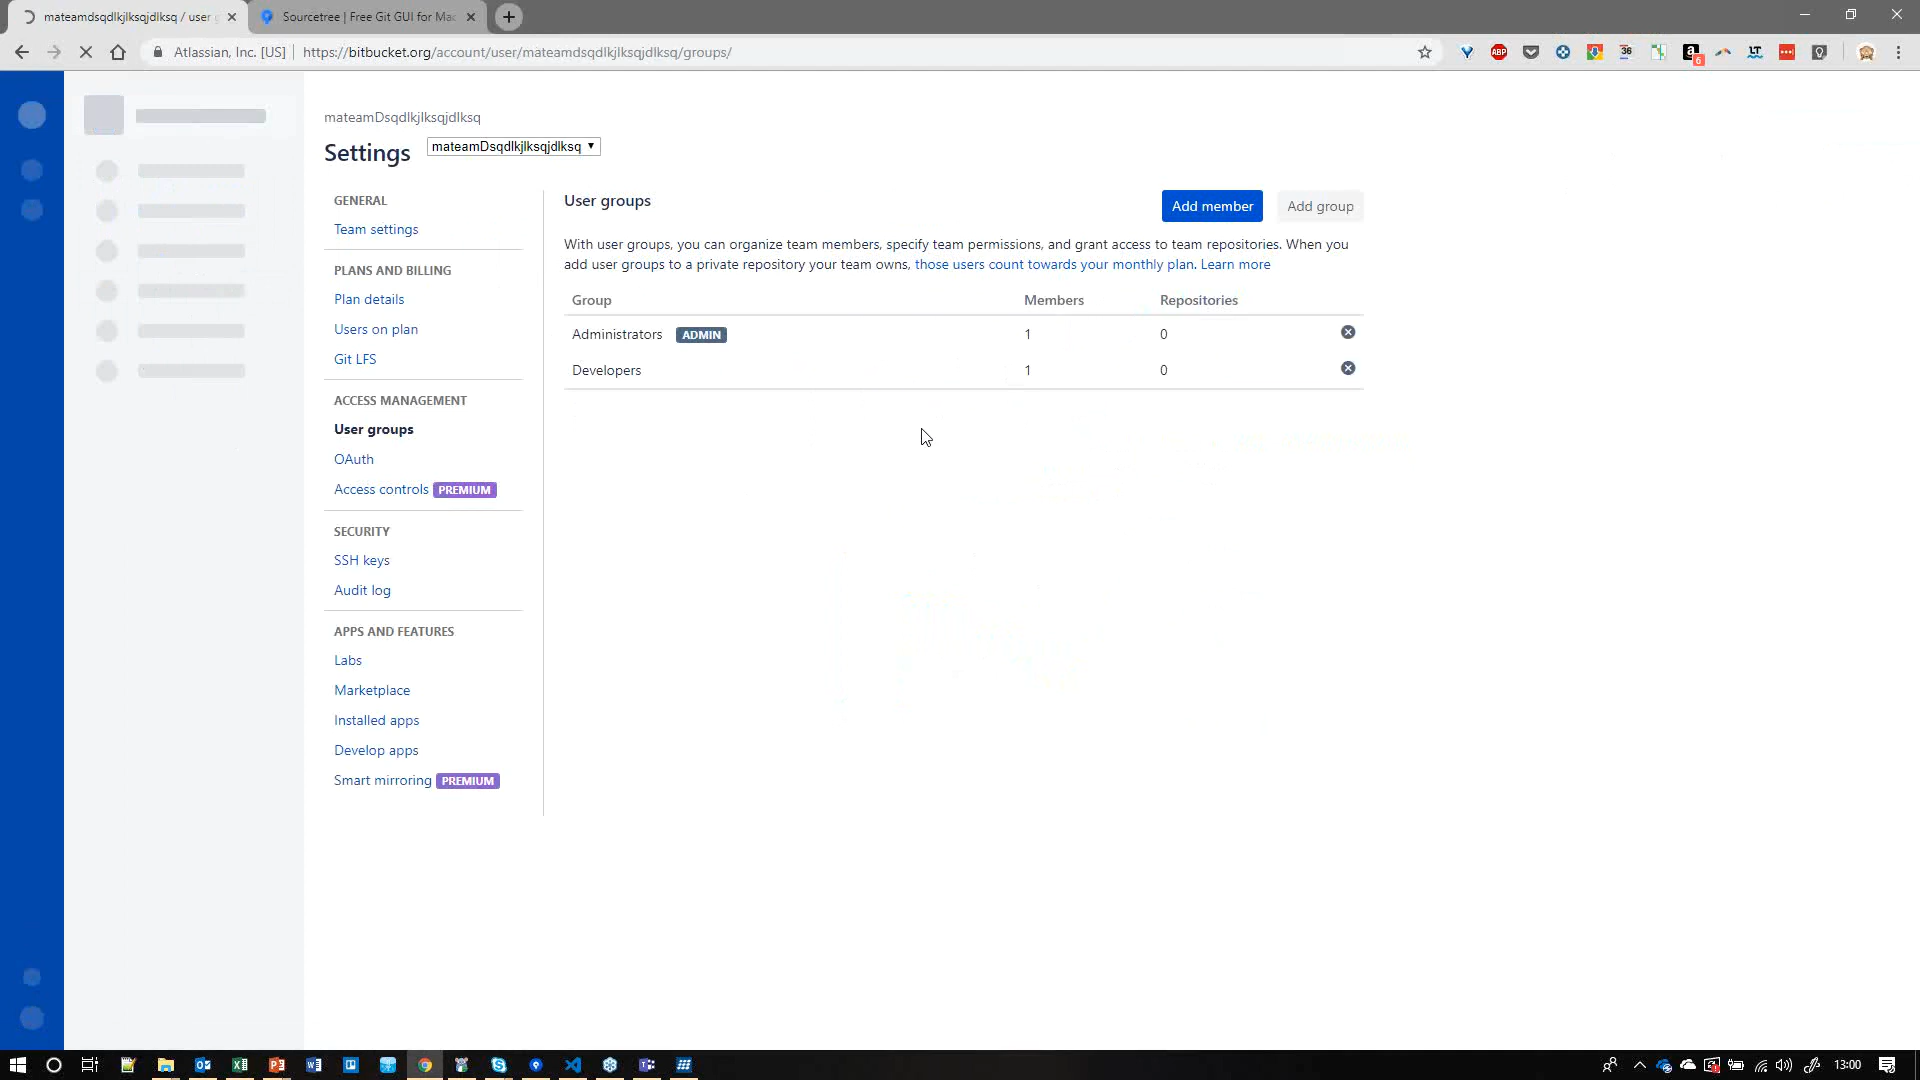 mateamdsqdlkjlksqjdlksq / user g
Sourcetree | Free Git GUI for Mac
Atlassian, Inc. [US] | https://bitbucket.org/account/user/mateamdsqdlkjlksqjdlksq/groups/
ABP
36
a
6
LT
mateamDsqdlkjlksqjdlksq
Settings
mateamDsqdlkjlksqjdlksq ▼
GENERAL
Team settings
PLANS AND BILLING
Plan details
Users on plan
Git LFS
ACCESS MANAGEMENT
User groups
OAuth
Access controls PREMIUM
SECURITY
SSH keys
Audit log
APPS AND FEATURES
Labs
Marketplace
Installed apps
Develop apps
Smart mirroring PREMIUM
User groups
Add member
Add group
With user groups, you can organize team members, specify team permissions, and grant access to team repositories. When you
add user groups to a private repository your team owns, those users count towards your monthly plan. Learn more
Group Members Repositories
Administrators ADMIN 1 0
Developers 1 0
13:00